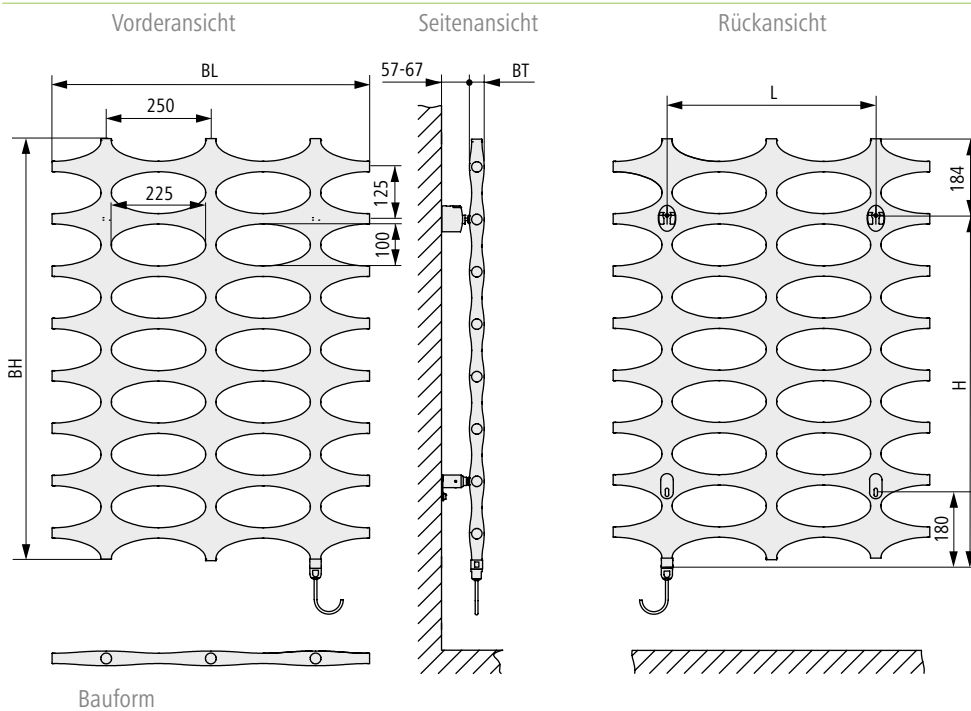 Vorderansicht
Seitenansicht
Rückansicht
BL
57-67
BT
L
250
225
125
100
BH
184
H
180
Bauform